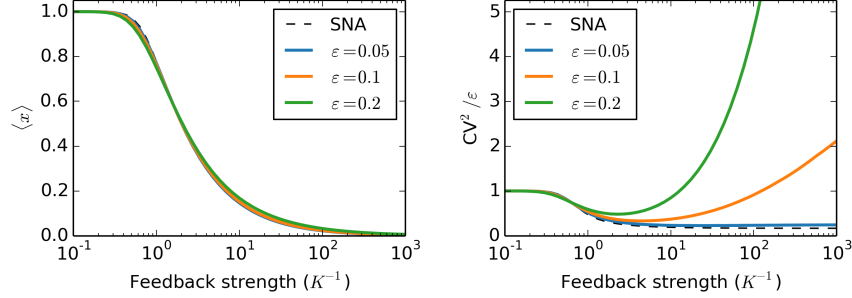 1.0
0.8
0.6
0.4
0.2
0.0
⟨x⟩
10⁻¹ 10⁰ 10¹ 10² 10³
Feedback strength (K⁻¹)
SNA
ε=0.05
ε=0.1
ε=0.2
5
4
3
2
1
0
CV² /ε
10⁻¹ 10⁰ 10¹ 10² 10³
Feedback strength (K⁻¹)
SNA
ε=0.05
ε=0.1
ε=0.2